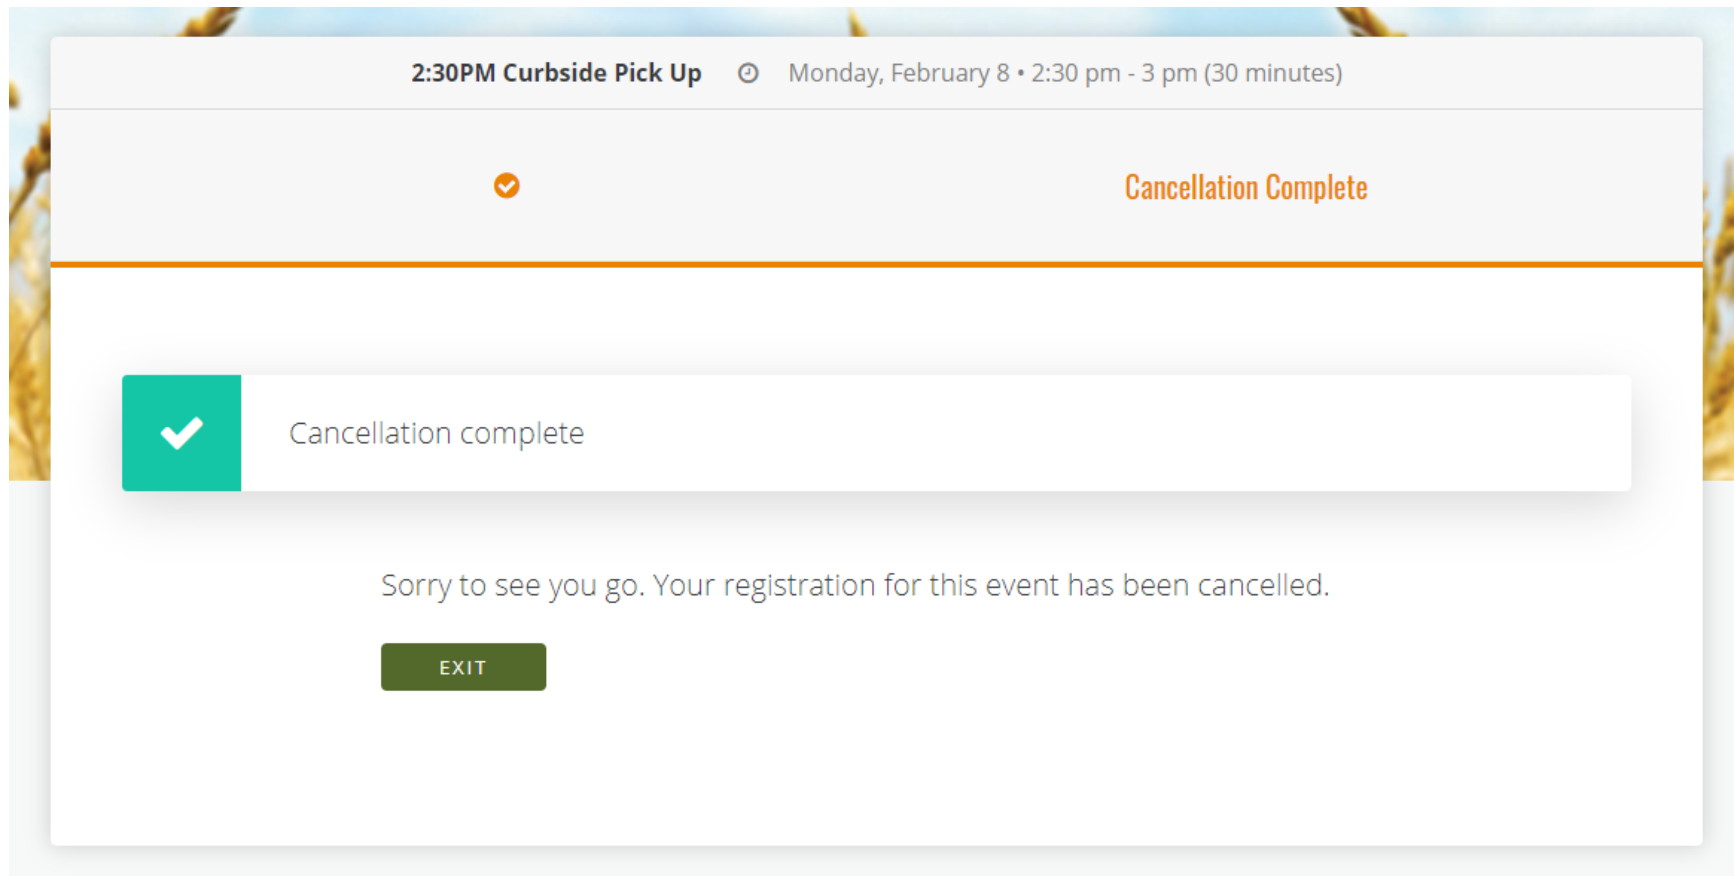 2:30PM Curbside Pick Up Monday, February 8 • 2:30 pm - 3 pm (30 minutes)
Cancellation Complete
Cancellation complete
Sorry to see you go. Your registration for this event has been cancelled.
EXIT